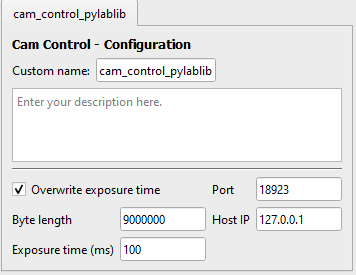 cam_control_pylablib
Cam Control - Configuration
Custom name: cam_control_pylablib
Enter your description here.
Overwrite exposure time Port 18923
Byte length 9000000 Host IP 127.0.0.1
Exposure time (ms) 100